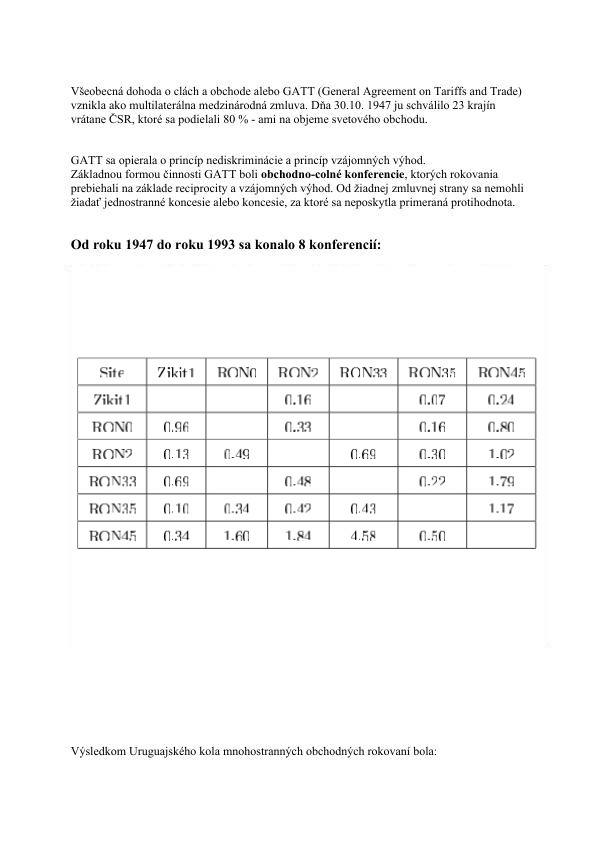 Všeobecná dohoda o clách a obchode alebo GATT (General Agreement on Tariffs and Trade)
vznikla ako multilaterálna medzinárodná zmluva. Dňa 30.10. 1947 ju schválilo 23 krajín
vrátane ČSR, ktoré sa podielali 80 % - ami na objeme svetového obchodu.
GATT sa opierala o princíp nediskriminácie a princíp vzájomných výhod.
Základnou formou činnosti GATT boli obchodno-colné konferencie, ktorých rokovania
prebiehali na základe reciprocity a vzájomných výhod. Od žiadnej zmluvnej strany sa nemohli
žiadať jednostranné koncesie alebo koncesie, za ktoré sa neposkytla primeraná protihodnota.
Od roku 1947 do roku 1993 sa konalo 8 konferencií:
Site Zikit1 RON0 RON2 RON33 RON35 RON45
Zikit1 0.16 0.07 0.24
RON0 0.96 0.33 0.16 0.80
RON2 0.13 0.49 0.69 0.30 1.02
RON33 0.69 0.48 0.22 1.79
RON35 0.10 0.34 0.42 0.43 1.17
RON45 0.34 1.60 1.84 4.58 0.50
Výsledkom Uruguajského kola mnohostranných obchodných rokovaní bola: